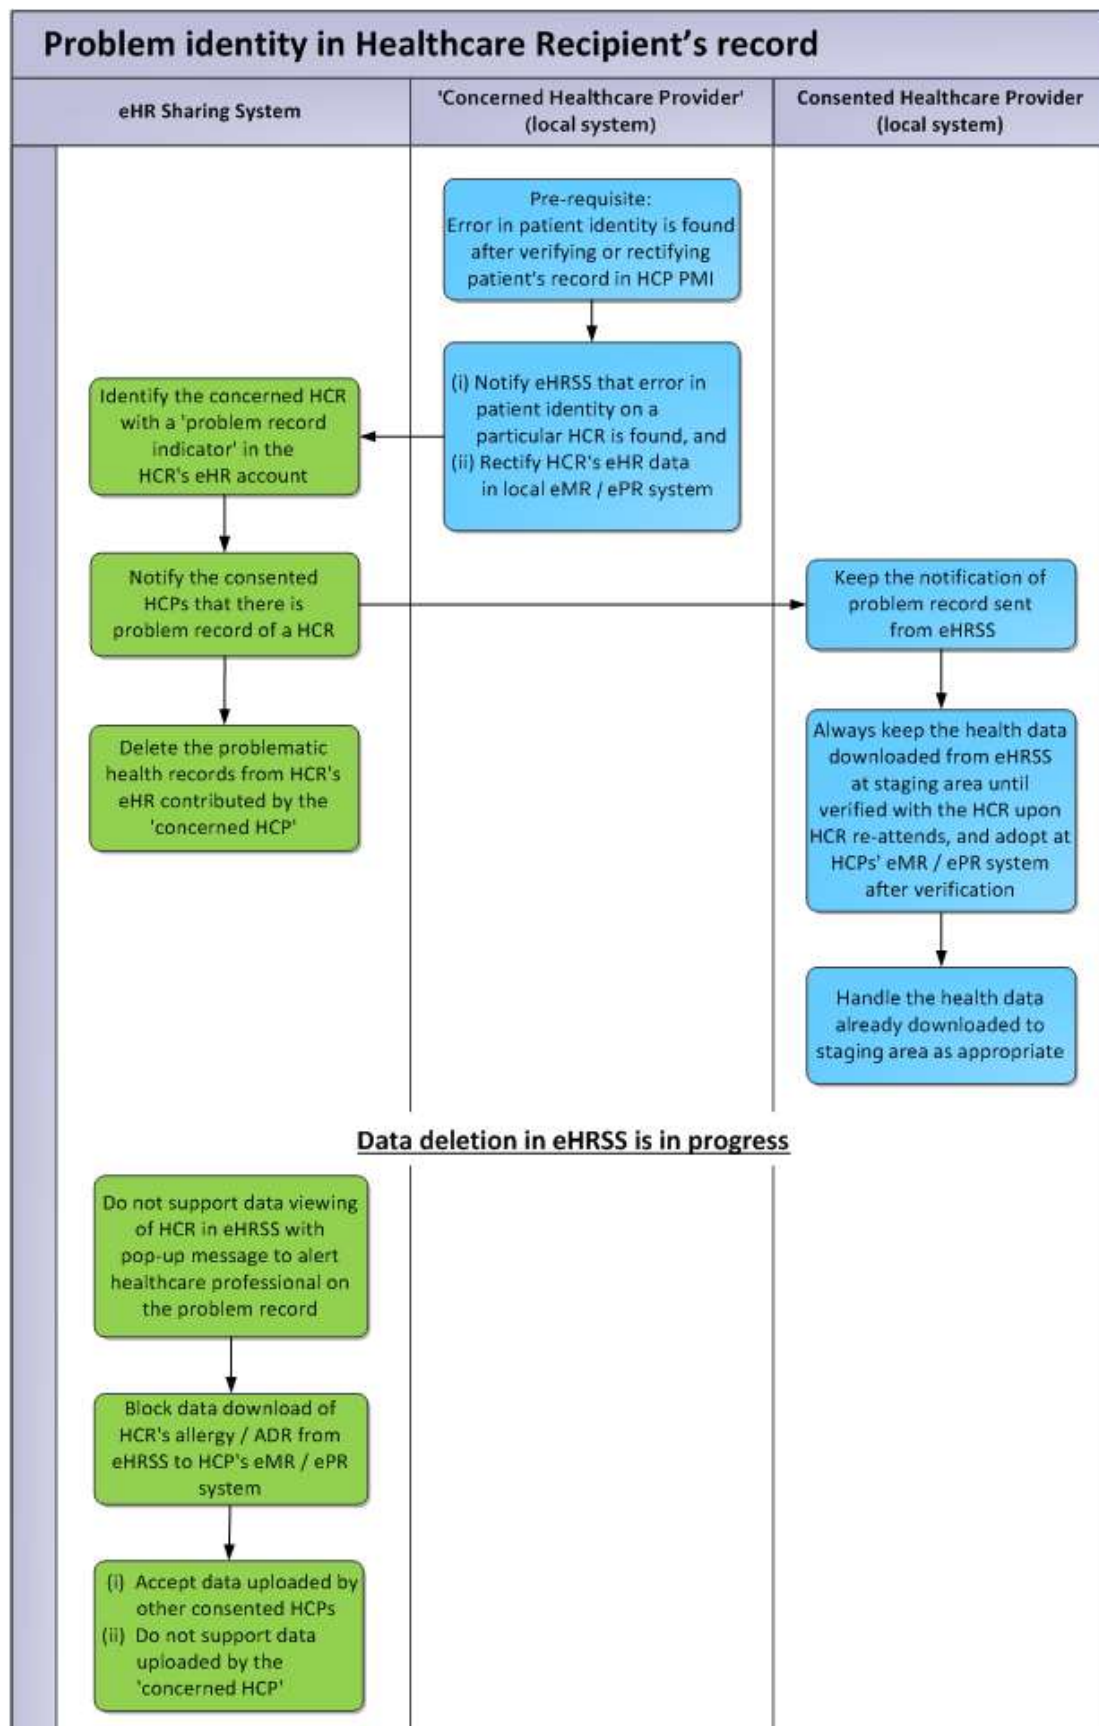 Problem identity in Healthcare Recipient's record
eHR Sharing System
'Concerned Healthcare Provider'
(local system)
Consented Healthcare Provider
(local system)
Pre-requisite:
Error in patient identity is found
after verifying or rectifying
patient's record in HCP PMI
(i) Notify eHRSS that error in
patient identity on a
particular HCR is found, and
(ii) Rectify HCR's eHR data
in local eMR / ePR system
Identify the concerned HCR
with a 'problem record
indicator' in the
HCR's eHR account
Notify the consented
HCPs that there is
problem record of a HCR
Keep the notification of
problem record sent
from eHRSS
Delete the problematic
health records from HCR's
eHR contributed by the
'concerned HCP'
Always keep the health data
downloaded from eHRSS
at staging area until
verified with the HCR upon
HCR re-attends, and adopt at
HCPs' eMR / ePR system
after verification
Handle the health data
already downloaded to
staging area as appropriate
Data deletion in eHRSS is in progress
Do not support data viewing
of HCR in eHRSS with
pop-up message to alert
healthcare professional on
the problem record
Block data download of
HCR's allergy / ADR from
eHRSS to HCP's eMR / ePR
system
(i) Accept data uploaded by
other consented HCPs
(ii) Do not support data
uploaded by the
'concerned HCP'